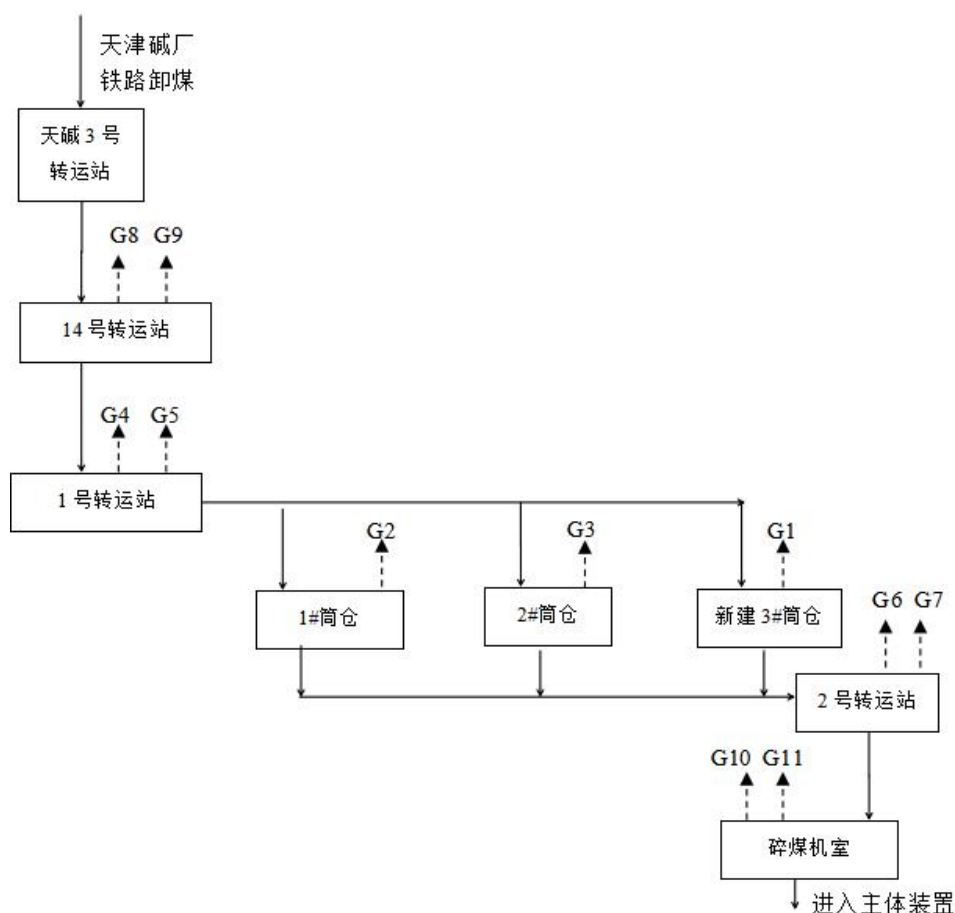 天津碱厂
铁路卸煤
天碱 3 号
转运站
G8 G9
14 号转运站
G4 G5
1 号转运站
G2 G3 G1
1#筒仓 2#筒仓 新建 3#筒仓
G6 G7
2 号转运站
G10 G11
碎煤机室
进入主体装置